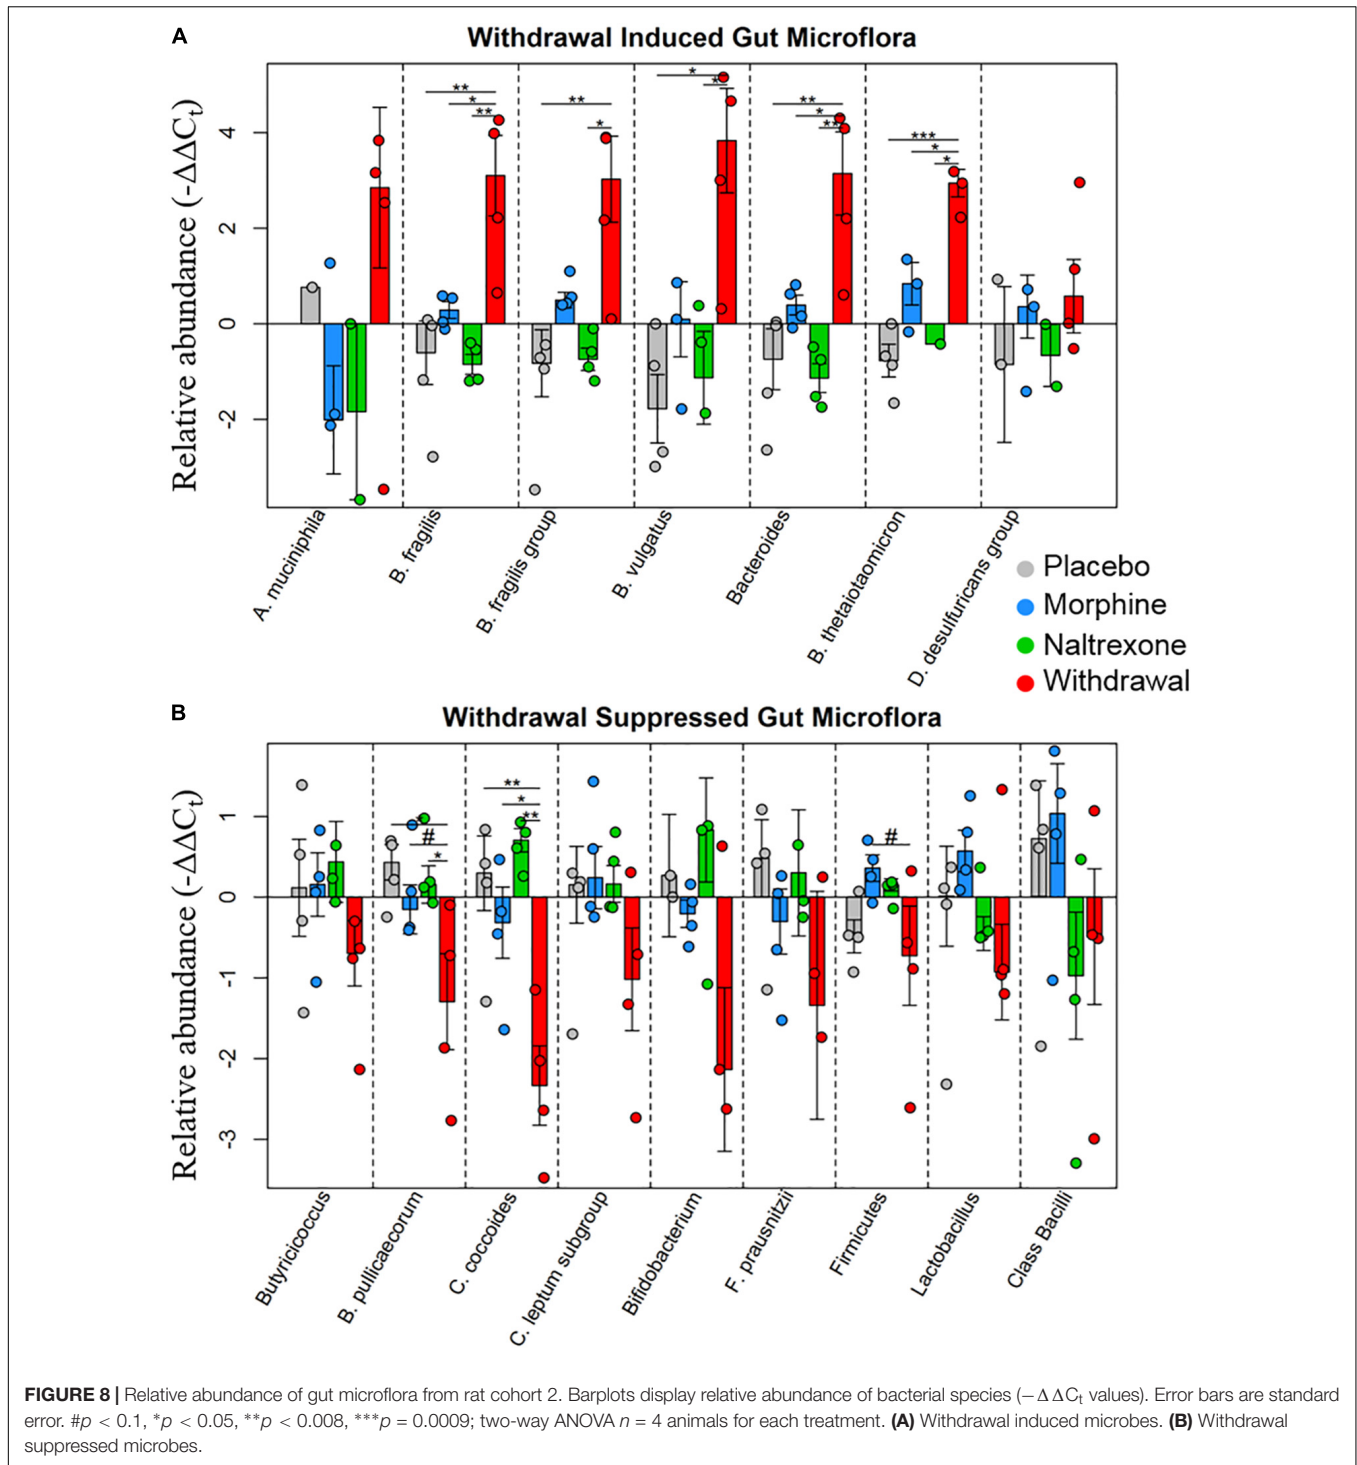 A
Withdrawal Induced Gut Microflora
Relative abundance (-ΔΔCt)
4
2
0
-2
** * **
** *
* *
** * **
*** * *
A. muciniphila
B. fragilis
B. fragilis group
B. vulgatus
Bacteroides
B. thetaiotaomicron
D. desulfuricans group
Placebo
Morphine
Naltrexone
Withdrawal
B
Withdrawal Suppressed Gut Microflora
Relative abundance (-ΔΔCt)
1
0
-1
-2
-3
* # *
** * **
#
Butyricicoccus
B. pullicaecorum
C. coccoides
C. leptum subgroup
Bifidobacterium
F. prausnitzii
Firmicutes
Lactobacillus
Class Bacilli
FIGURE 8 | Relative abundance of gut microflora from rat cohort 2. Barplots display relative abundance of bacterial species (−ΔΔCt values). Error bars are standard
error. #p < 0.1, *p < 0.05, **p < 0.008, ***p = 0.0009; two-way ANOVA n = 4 animals for each treatment. (A) Withdrawal induced microbes. (B) Withdrawal
suppressed microbes.